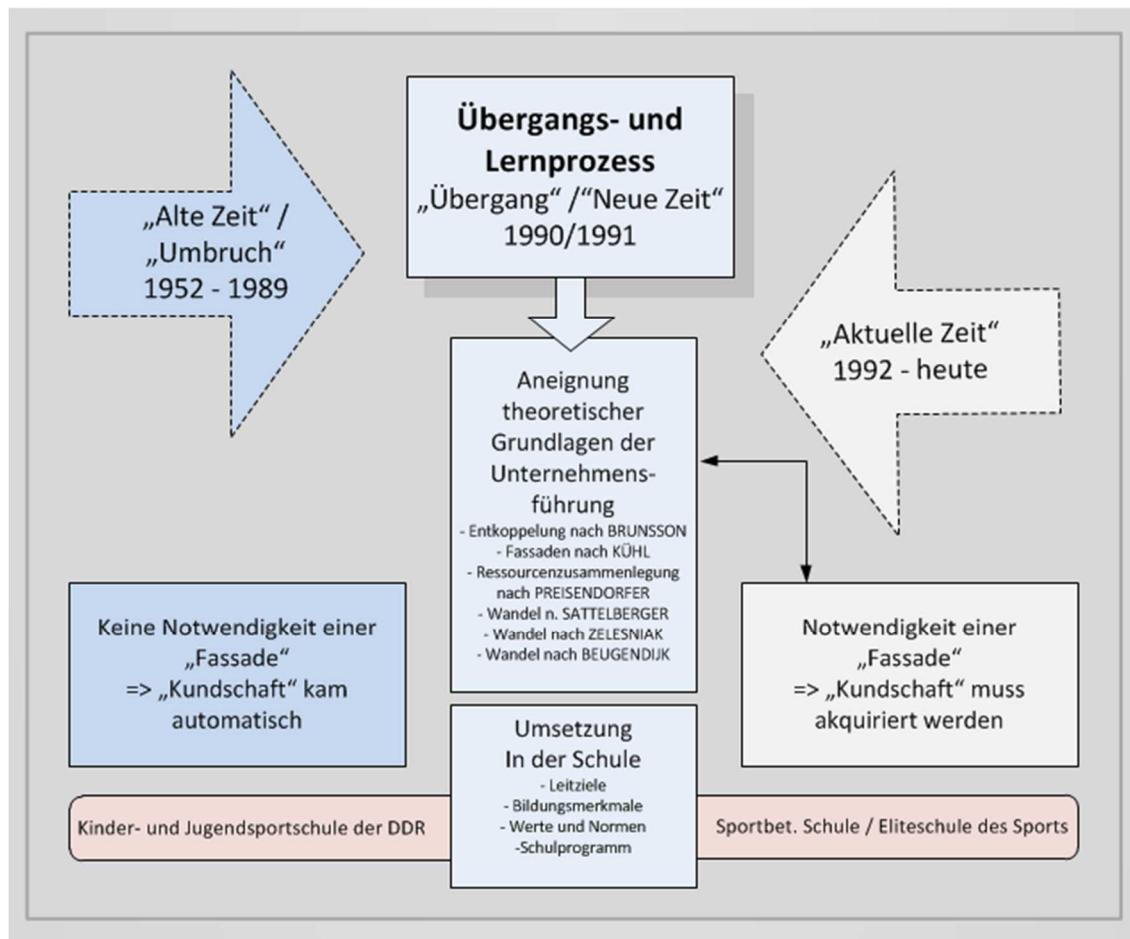 Übergangs- und
Lernprozess
„Übergang“ /“Neue Zeit“
1990/1991
„Alte Zeit“ /
„Umbruch“
1952 - 1989
„Aktuelle Zeit“
1992 - heute
Aneignung
theoretischer
Grundlagen der
Unternehmens-
führung
- Entkoppelung nach BRUNSSON
- Fassaden nach KÜHL
- Ressourcenzusammenlegung
nach PREISENDORFER
- Wandel n. SATTELBERGER
- Wandel nach ZELESNIAK
- Wandel nach BEUGENDIJK
Keine Notwendigkeit einer
„Fassade“
=> „Kundschaft“ kam
automatisch
Notwendigkeit einer
„Fassade“
=> „Kundschaft“ muss
akquiriert werden
Umsetzung
In der Schule
- Leitziele
- Bildungsmerkmale
- Werte und Normen
-Schulprogramm
Kinder- und Jugendsportschule der DDR
Sportbet. Schule / Eliteschule des Sports